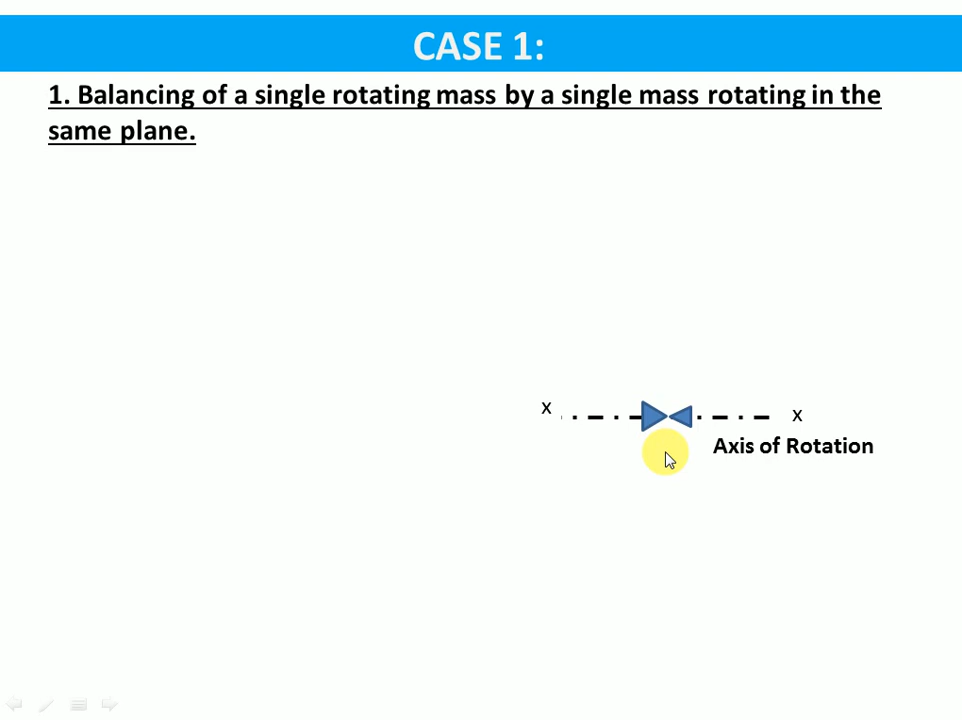 CASE 1:
1. Balancing of a single rotating mass by a single mass rotating in the
same plane.
x
x
Axis of Rotation